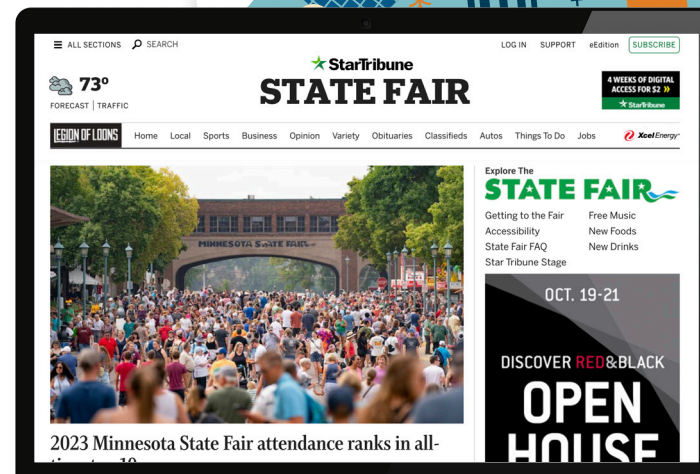 ALL SECTIONS SEARCH LOG IN SUPPORT eEdition SUBSCRIBE
StarTribune
STATE FAIR
73°
FORECAST | TRAFFIC
4 WEEKS OF DIGITAL
ACCESS FOR $2 »
StarTribune
LEGION OF LOONS Home Local Sports Business Opinion Variety Obituaries Classifieds Autos Things To Do Jobs XcelEnergy
MINNESOTA STATE FAIR
Explore The
STATE FAIR
Getting to the Fair Free Music
Accessibility New Foods
State Fair FAQ New Drinks
Star Tribune Stage
OCT. 19-21
DISCOVER RED&BLACK
OPEN
HOUSE
2023 Minnesota State Fair attendance ranks in all-